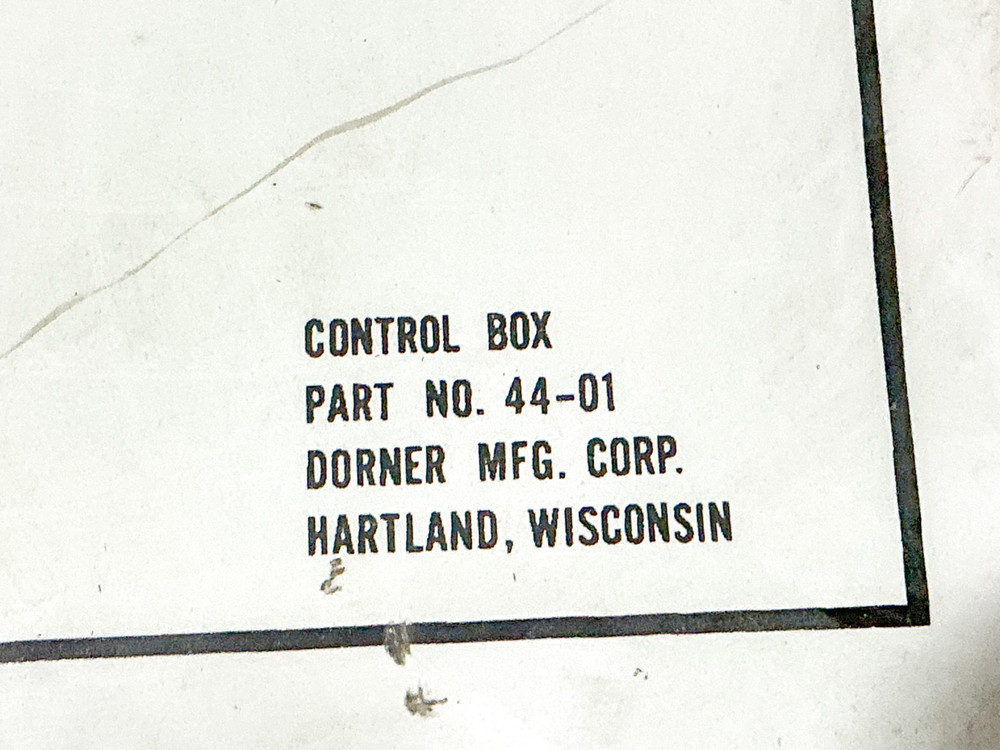 CONTROL BOX
PART NO. 44-01
DORNER MFG. CORP.
HARTLAND, WISCONSIN